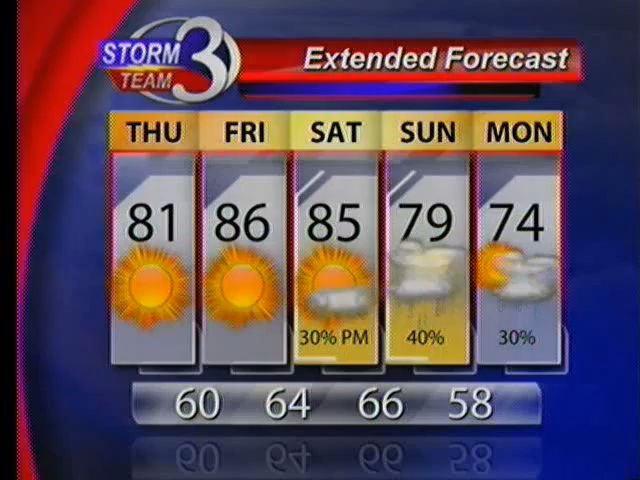 STORM 3
TEAM
Extended Forecast
THU FRI SAT SUN MON
81 86 85 79 74
30% PM 40% 30%
60 64 66 58